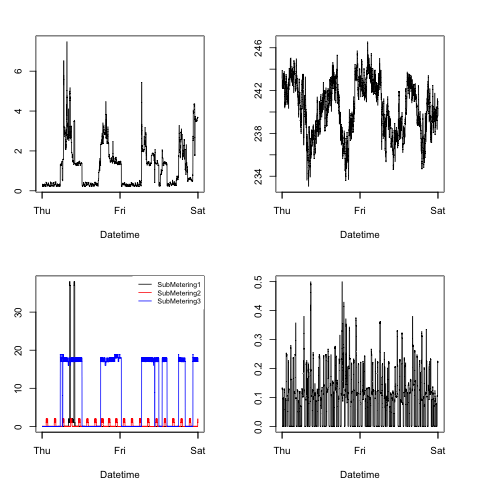 6
4
2
0
Thu Fri Sat
Datetime
246
242
238
234
Thu Fri Sat
Datetime
30
20
10
0
SubMetering1
SubMetering2
SubMetering3
Thu Fri Sat
Datetime
0.5
0.4
0.3
0.2
0.1
0.0
Thu Fri Sat
Datetime